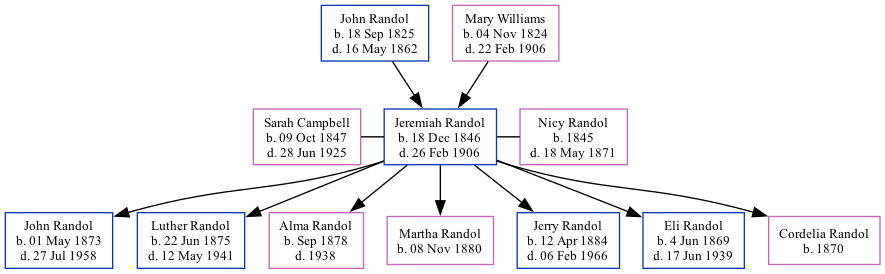 John Randol
b. 18 Sep 1825
d. 16 May 1862
Mary Williams
b. 04 Nov 1824
d. 22 Feb 1906
Sarah Campbell
b. 09 Oct 1847
d. 28 Jun 1925
Jeremiah Randol
b. 18 Dec 1846
d. 26 Feb 1906
Nicy Randol
b. 1845
d. 18 May 1871
John Randol
b. 01 May 1873
d. 27 Jul 1958
Luther Randol
b. 22 Jun 1875
d. 12 May 1941
Alma Randol
b. Sep 1878
d. 1938
Martha Randol
b. 08 Nov 1880
Jerry Randol
b. 12 Apr 1884
d. 06 Feb 1966
Eli Randol
b. 4 Jun 1869
d. 17 Jun 1939
Cordelia Randol
b. 1870